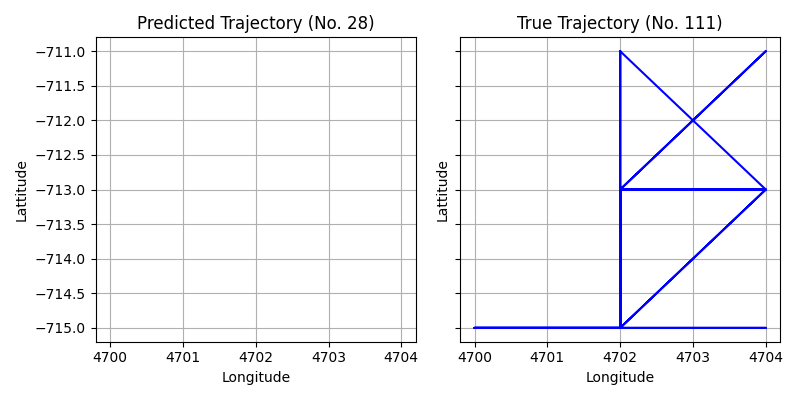 Predicted Trajectory (No. 28)
True Trajectory (No. 111)
−711.0
−711.5
−712.0
−712.5
−713.0
−713.5
−714.0
−714.5
−715.0
Lattitude
Lattitude
4700 4701 4702 4703 4704
4700 4701 4702 4703 4704
Longitude
Longitude